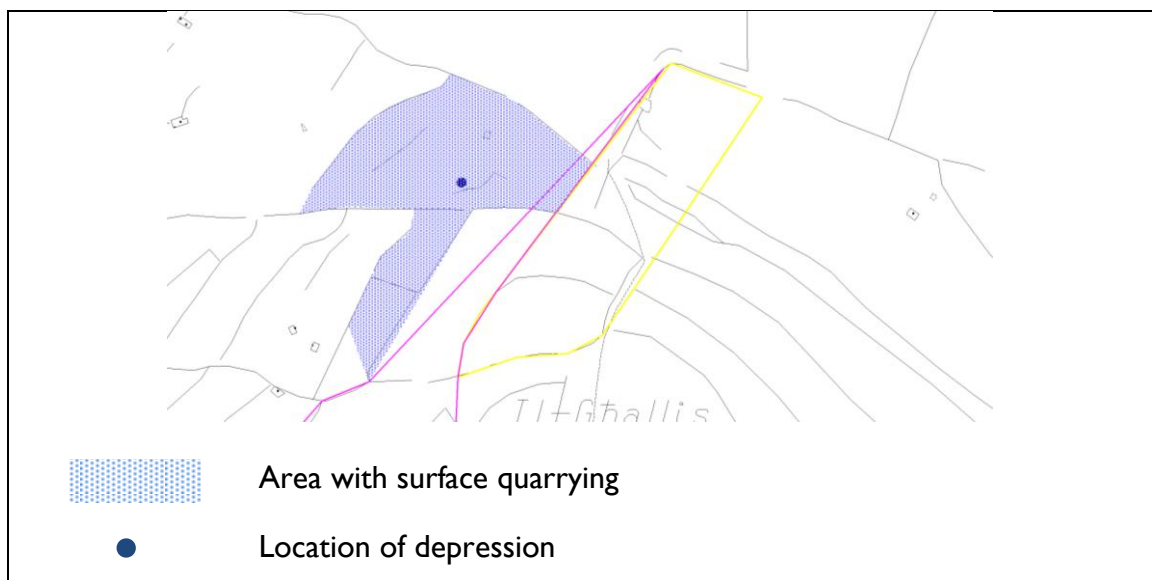 Il-Għallis
Area with surface quarrying
Location of depression